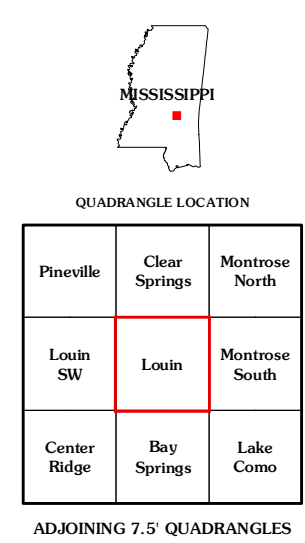 MISSISSIPPI
QUADRANGLE LOCATION
Pineville
Clear
Springs
Montrose
North
Louin
SW
Louin
Montrose
South
Center
Ridge
Bay
Springs
Lake
Como
ADJOINING 7.5' QUADRANGLES